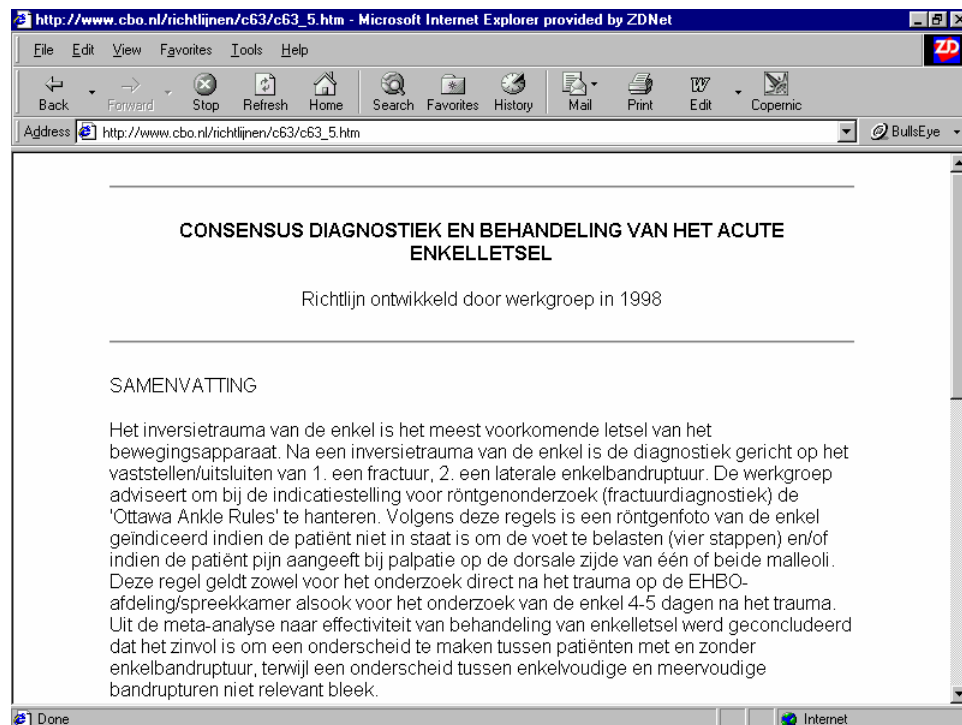 http://www.cbo.nl/richtlijnen/c63/c63_5.htm - Microsoft Internet Explorer provided by ZDNet
File Edit View Favorites Tools Help
ZD
Back Forward Stop Refresh Home Search Favorites History Mail Print Edit Copernic
Address http://www.cbo.nl/richtlijnen/c63/c63_5.htm BullsEye
CONSENSUS DIAGNOSTIEK EN BEHANDELING VAN HET ACUTE
ENKELLETSEL
Richtlijn ontwikkeld door werkgroep in 1998
SAMENVATTING
Het inversietrauma van de enkel is het meest voorkomende letsel van het
bewegingsapparaat. Na een inversietrauma van de enkel is de diagnostiek gericht op het
vaststellen/uitsluiten van 1. een fractuur, 2. een laterale enkelbandruptuur. De werkgroep
adviseert om bij de indicatiestelling voor röntgenonderzoek (fractuurdiagnostiek) de
'Ottawa Ankle Rules' te hanteren. Volgens deze regels is een röntgenfoto van de enkel
geïndiceerd indien de patiënt niet in staat is om de voet te belasten (vier stappen) en/of
indien de patiënt pijn aangeeft bij palpatie op de dorsale zijde van één of beide malleoli.
Deze regel geldt zowel voor het onderzoek direct na het trauma op de EHBO-
afdeling/spreekkamer alsook voor het onderzoek van de enkel 4-5 dagen na het trauma.
Uit de meta-analyse naar effectiviteit van behandeling van enkelletsel werd geconcludeerd
dat het zinvol is om een onderscheid te maken tussen patiënten met en zonder
enkelbandruptuur, terwijl een onderscheid tussen enkelvoudige en meervoudige
bandrupturen niet relevant bleek.
Done Internet